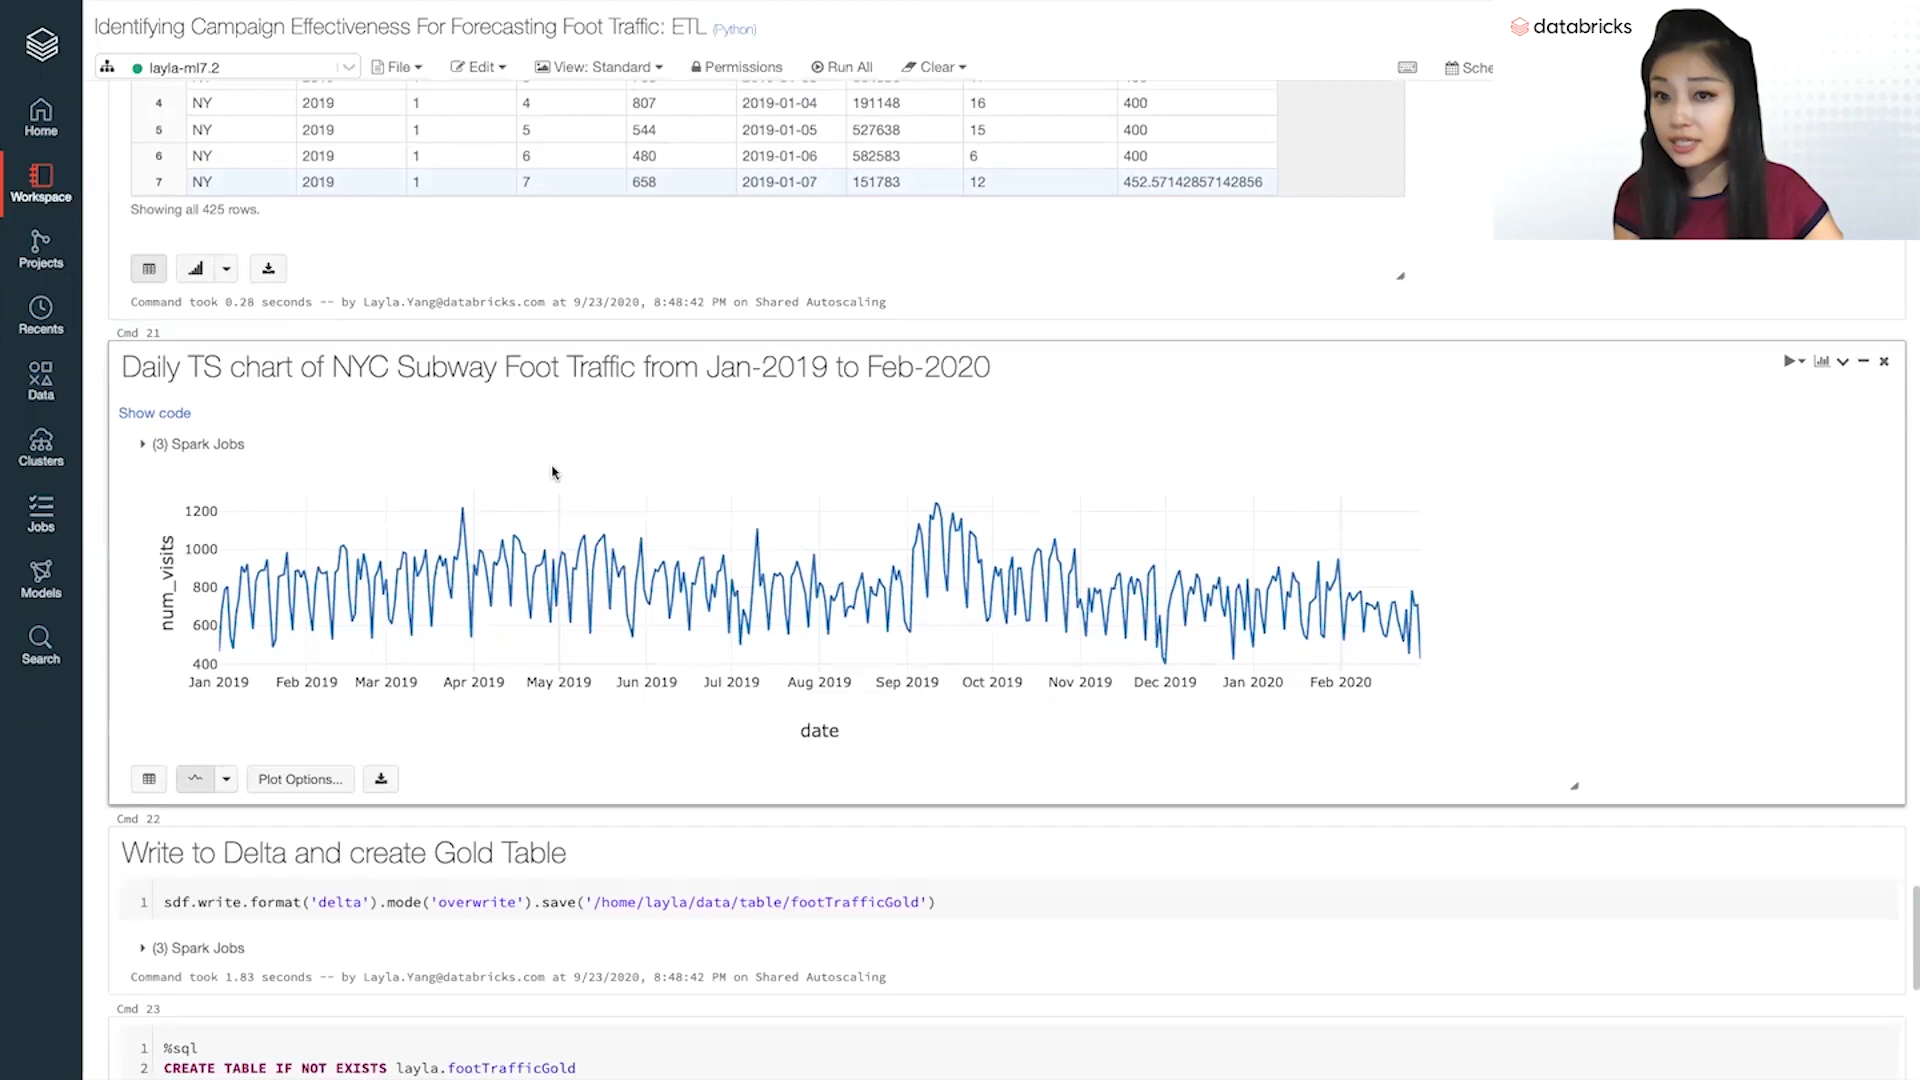 Identifying Campaign Effectiveness For Forecasting Foot Traffic: ETL (Python)
databricks
layla-ml7.2 File Edit View: Standard Permissions Run All Clear Sche
4 NY 2019 1 4 807 2019-01-04 191148 16 400
5 NY 2019 1 5 544 2019-01-05 527638 15 400
6 NY 2019 1 6 480 2019-01-06 582583 6 400
7 NY 2019 1 7 658 2019-01-07 151783 12 452.57142857142856
Showing all 425 rows.
Command took 0.28 seconds -- by Layla.Yang@databricks.com at 9/23/2020, 8:48:42 PM on Shared Autoscaling
Home
Workspace
Projects
Recents
Data
Clusters
Jobs
Models
Search
Cmd 21
Daily TS chart of NYC Subway Foot Traffic from Jan-2019 to Feb-2020
Show code
(3) Spark Jobs
num_visits
1200
1000
800
600
400
Jan 2019 Feb 2019 Mar 2019 Apr 2019 May 2019 Jun 2019 Jul 2019 Aug 2019 Sep 2019 Oct 2019 Nov 2019 Dec 2019 Jan 2020 Feb 2020
date
Plot Options...
Cmd 22
Write to Delta and create Gold Table
1 sdf.write.format('delta').mode('overwrite').save('/home/layla/data/table/footTrafficGold')
(3) Spark Jobs
Command took 1.83 seconds -- by Layla.Yang@databricks.com at 9/23/2020, 8:48:42 PM on Shared Autoscaling
Cmd 23
1 %sql
2 CREATE TABLE IF NOT EXISTS layla.footTrafficGold